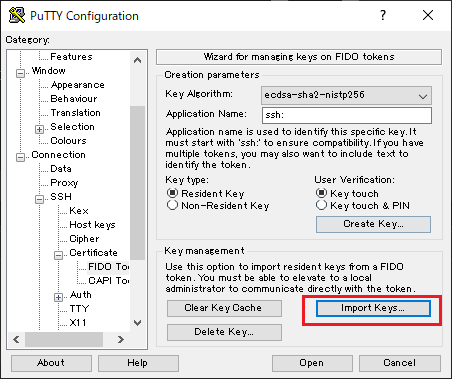 PuTTY Configuration
Category:
Features
Window
Appearance
Behaviour
Translation
Selection
Colours
Connection
Data
Proxy
SSH
Kex
Host keys
Cipher
Certificate
FIDO Too
CAPI Too
Auth
TTY
X11
Wizard for managing keys on FIDO tokens
Creation parameters
Key Algorithm:
ecdsa-sha2-nistp256
Application Name:
ssh:
Application name is used to identify this specific key. It
must start with 'ssh:' to ensure compatibility. If you have
multiple tokens, you may also want to include text to
identify the token.
Key type:
User Verification:
Resident Key
Key touch
Non-Resident Key
Key touch & PIN
Create Key...
Key management
Use this option to import resident keys from a FIDO
token. You must be able to elevate to a local
administrator to communicate directly with the token.
Clear Key Cache
Import Keys...
Delete Key...
About
Help
Open
Cancel